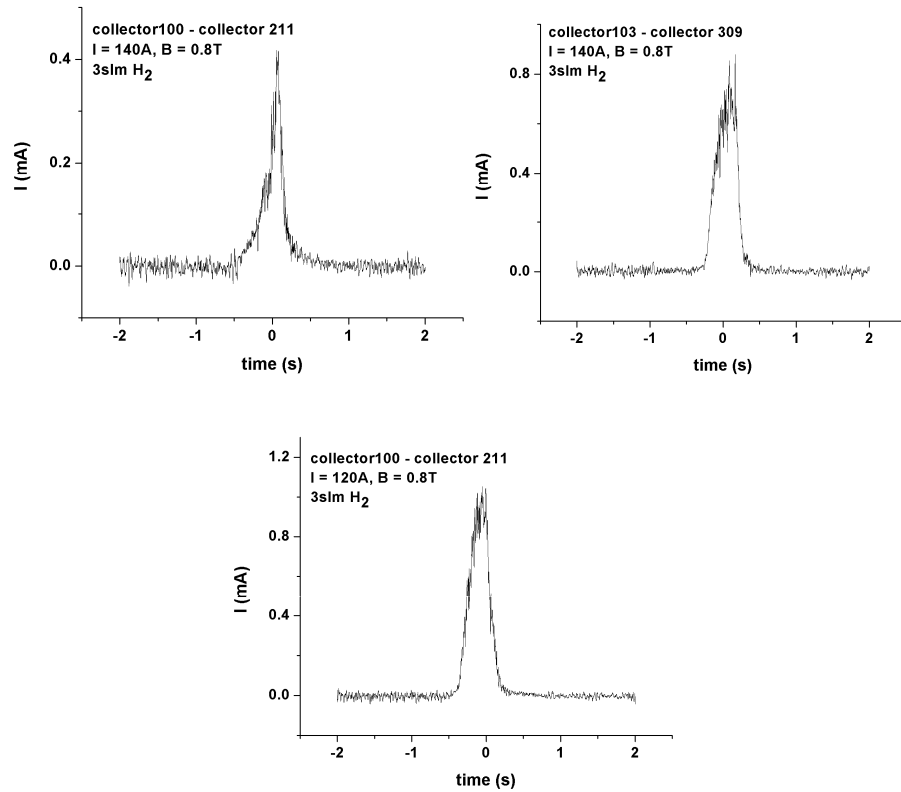 collector100 - collector 211
I = 140A, B = 0.8T
3slm H2
0.4
0.2
0.0
I (mA)
-2 -1 0 1 2
time (s)
collector103 - collector 309
I = 140A, B = 0.8T
3slm H2
0.8
0.4
0.0
I (mA)
-2 -1 0 1 2
time (s)
collector100 - collector 211
I = 120A, B = 0.8T
3slm H2
1.2
0.8
0.4
0.0
I (mA)
-2 -1 0 1 2
time (s)